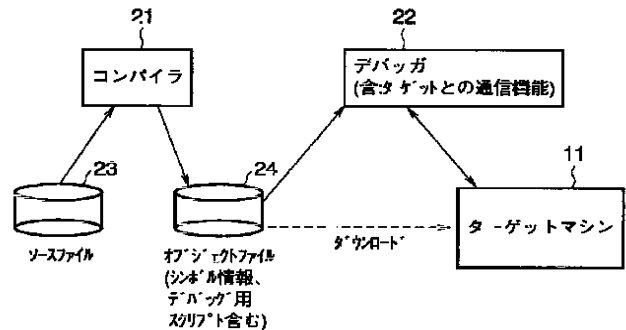 21
コンパイラ
22
デバッガ
(含ターゲットとの通信機能)
23
ソースファイル
24
オブジェクトファイル
(シンボル情報、
デバッグ用
スクリプト含む)
ダウンロード
11
ターゲットマシン